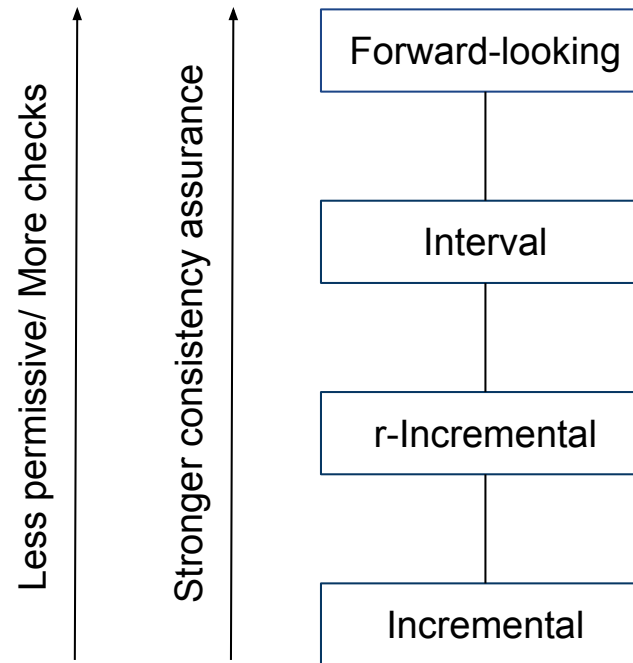 Less permissive/ More checks
Stronger consistency assurance
Forward-looking
Interval
r-Incremental
Incremental